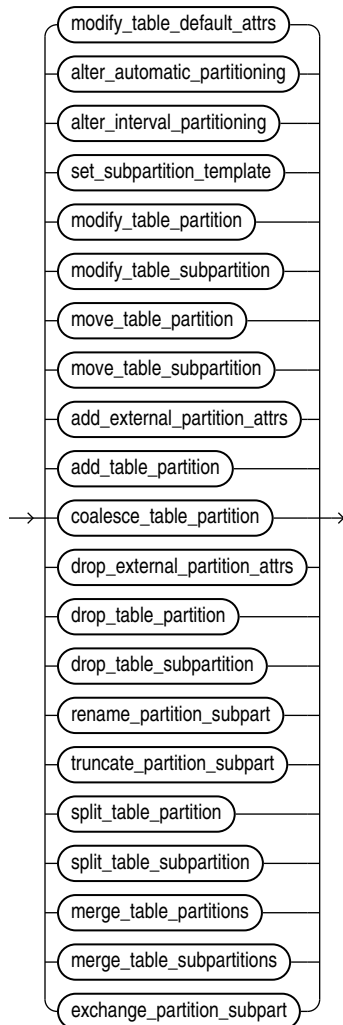 modify_table_default_attrs
alter_automatic_partitioning
alter_interval_partitioning
set_subpartition_template
modify_table_partition
modify_table_subpartition
move_table_partition
move_table_subpartition
add_external_partition_attrs
add_table_partition
coalesce_table_partition
drop_external_partition_attrs
drop_table_partition
drop_table_subpartition
rename_partition_subpart
truncate_partition_subpart
split_table_partition
split_table_subpartition
merge_table_partitions
merge_table_subpartitions
exchange_partition_subpart